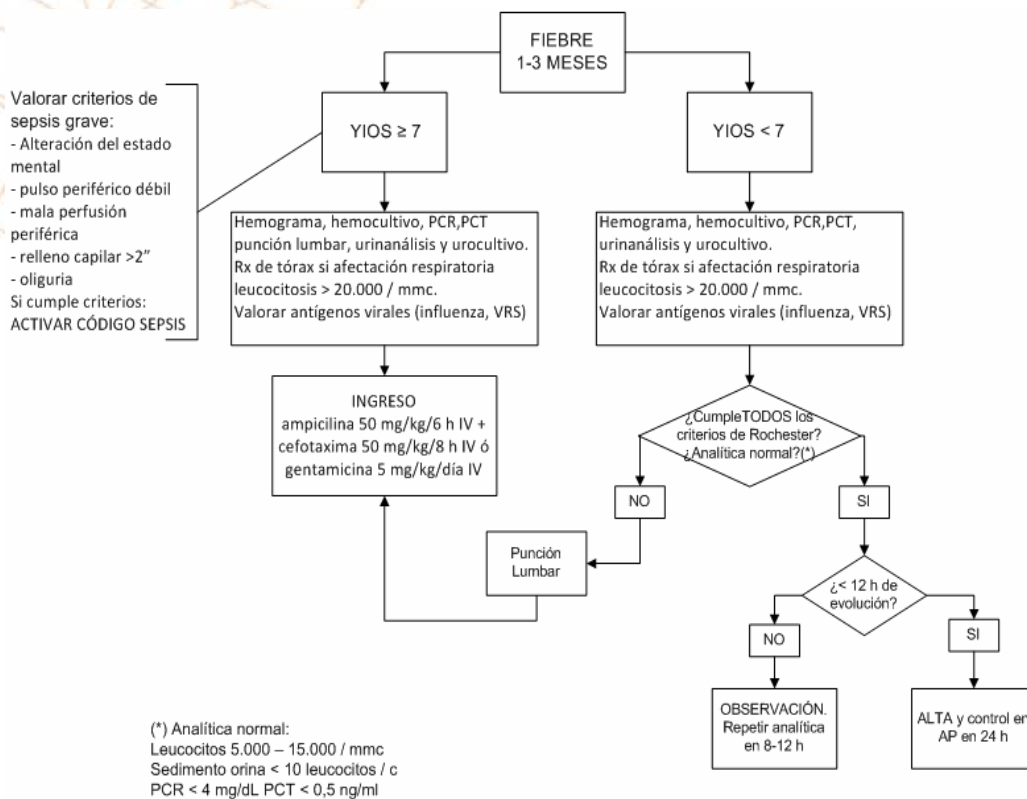 FIEBRE
1-3 MESES
Valorar criterios de
sepsis grave:
- Alteración del estado
mental
- pulso periférico débil
- mala perfusión
periférica
- relleno capilar >2”
- oliguria
Si cumple criterios:
ACTIVAR CÓDIGO SEPSIS
YIOS ≥ 7
YIOS < 7
Hemograma, hemocultivo, PCR,PCT
punción lumbar, urinanálisis y urocultivo.
Rx de tórax si afectación respiratoria
leucocitosis > 20.000 / mmc.
Valorar antígenos virales (influenza, VRS)
Hemograma, hemocultivo, PCR,PCT,
urinanálisis y urocultivo.
Rx de tórax si afectación respiratoria
leucocitosis > 20.000 / mmc.
Valorar antígenos virales (influenza, VRS)
INGRESO
ampicilina 50 mg/kg/6 h IV +
cefotaxima 50 mg/kg/8 h IV ó
gentamicina 5 mg/kg/día IV
¿CumpleTODOS los
criterios de Rochester?
¿Analítica normal?(*)
NO
SI
Punción
Lumbar
¿< 12 h de
evolución?
NO
SI
OBSERVACIÓN.
Repetir analítica
en 8-12 h
ALTA y control en
AP en 24 h
(*) Analítica normal:
Leucocitos 5.000 – 15.000 / mmc
Sedimento orina < 10 leucocitos / c
PCR < 4 mg/dL PCT < 0,5 ng/ml